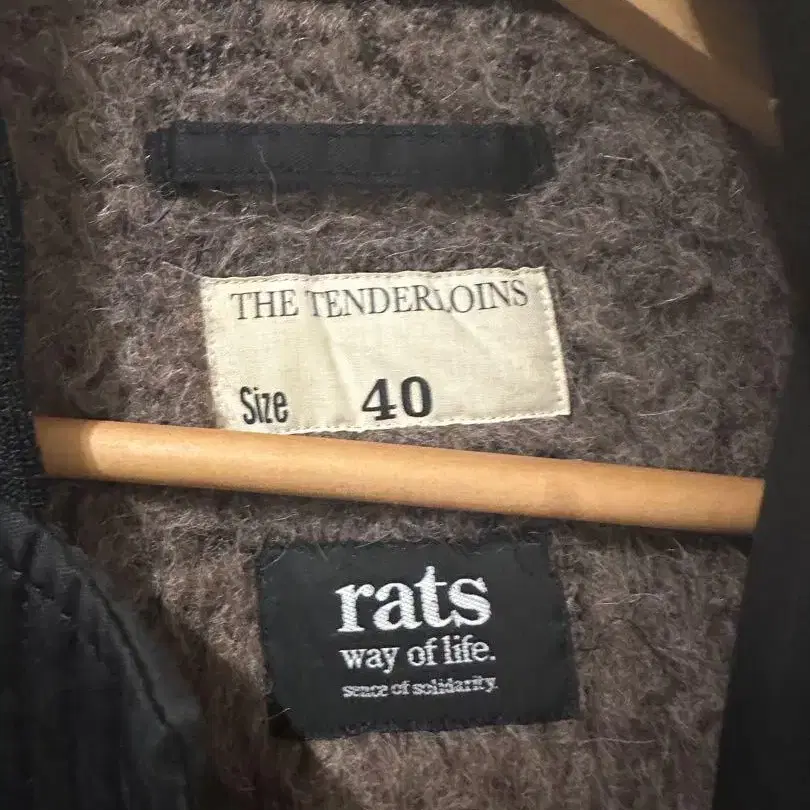 THE TENDERLOINS
Size 40
rats
way of life.
sence of solidarity.